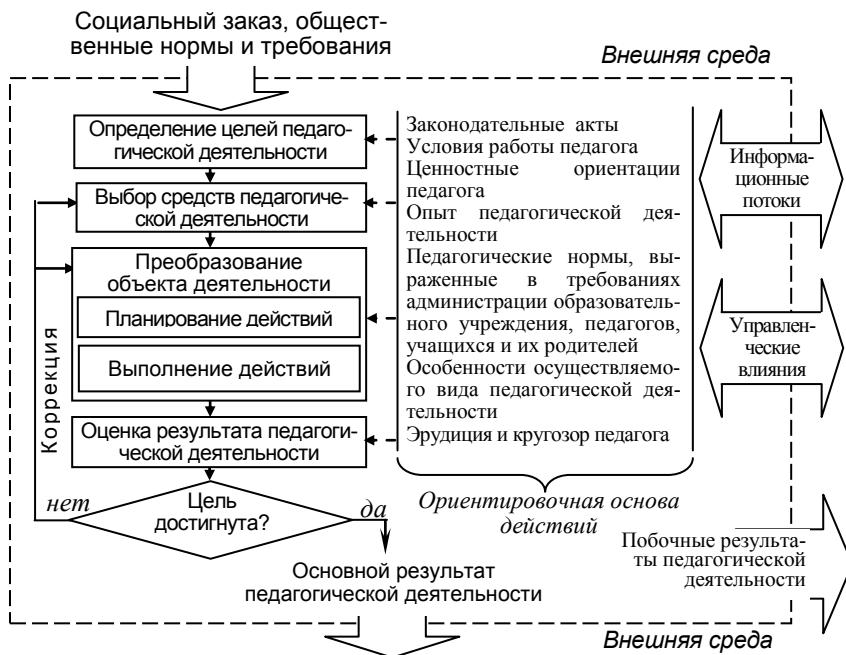 Социальный заказ, общест-
венные нормы и требования
Внешняя среда
Определение целей педаго-
гической деятельности
Выбор средств педагогиче-
ской деятельности
Преобразование
объекта деятельности
Планирование действий
Выполнение действий
Оценка результата педагоги-
ческой деятельности
Коррекция
нет
Цель
достигнута?
да
Основной результат
педагогической деятельности
Законодательные акты
Условия работы педагога
Ценностные ориентации
педагога
Опыт педагогической дея-
тельности
Педагогические нормы, вы-
раженные в требованиях
администрации образователь-
ного учреждения, педагогов,
учащихся и их родителей
Особенности осуществляемо-
го вида педагогической дея-
тельности
Эрудиция и кругозор педагога
Ориентировочная основа
действий
Информа-
ционные
потоки
Управлен-
ческие
влияния
Побочные результа-
ты педагогической
деятельности
Внешняя среда